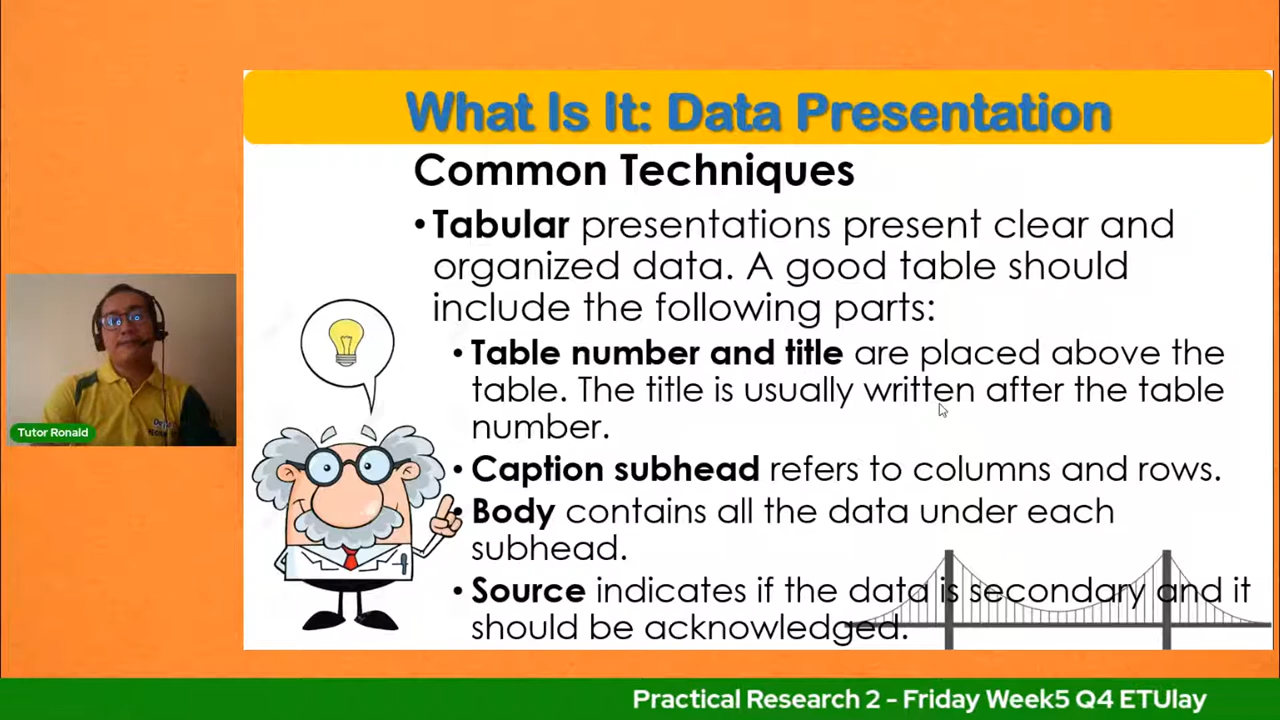 What Is It: Data Presentation
Common Techniques
• Tabular presentations present clear and
organized data. A good table should
include the following parts:
• Table number and title are placed above the
table. The title is usually written after the table
number.
• Caption subhead refers to columns and rows.
• Body contains all the data under each
subhead.
• Source indicates if the data is secondary and it
should be acknowledged.
Tutor Ronald
Practical Research 2 - Friday Week5 Q4 ETUlay